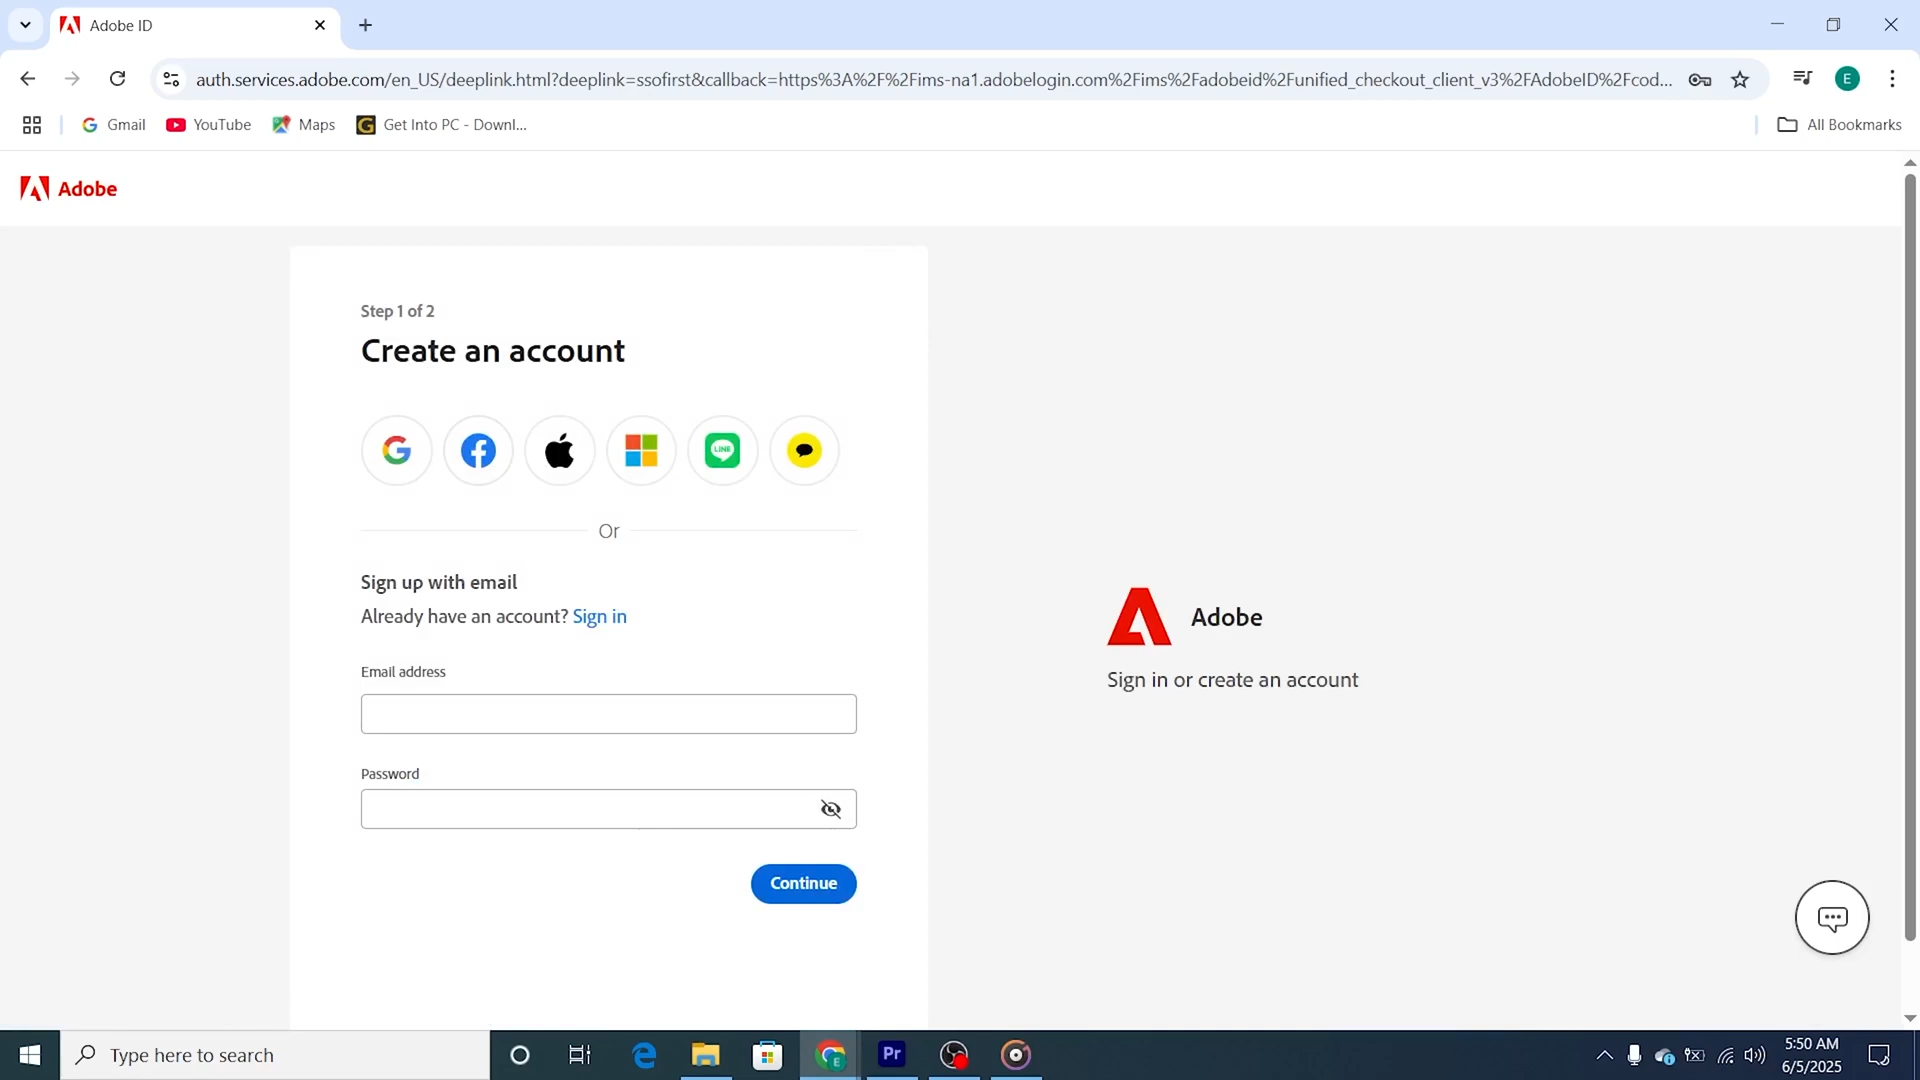 Adobe ID
auth.services.adobe.com/en_US/deeplink.html?deeplink=ssofirst&callback=https%3A%2F%2Fims-na1.adobelogin.com%2Fims%2Fadobeid%2Funified_checkout_client_v3%2FAdobeID%2Fcod...
E
Gmail
YouTube
Maps
Get Into PC - Downl...
All Bookmarks
Adobe
Step 1 of 2
Create an account
LINE
Or
Sign up with email
Already have an account? Sign in
Email address
Password
Continue
Adobe
Sign in or create an account
Type here to search
E
Pr
5:50 AM
6/5/2025